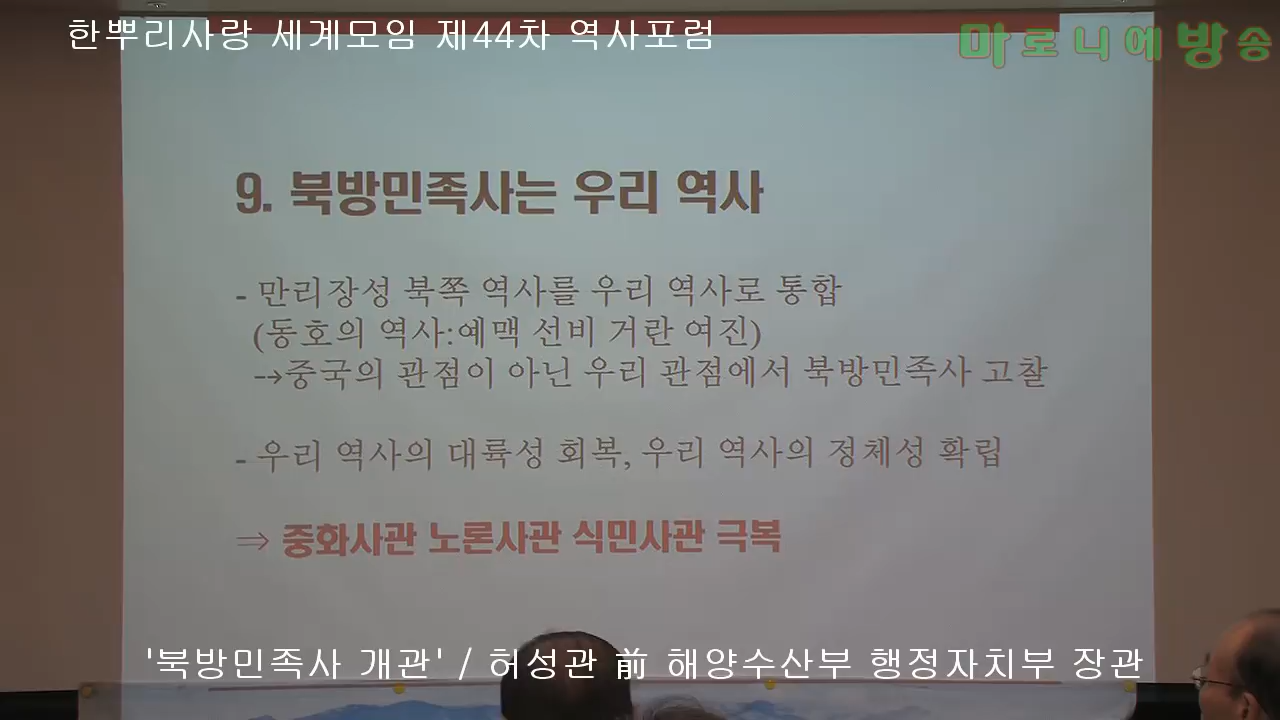 한뿌리사랑 세계모임 제44차 역사포럼
마로니에방송
9. 북방민족사는 우리 역사
- 만리장성 북쪽 역사를 우리 역사로 통합
(동호의 역사:예맥 선비 거란 여진)
→중국의 관점이 아닌 우리 관점에서 북방민족사 고찰
- 우리 역사의 대륙성 회복, 우리 역사의 정체성 확립
⇒ 중화사관 노론사관 식민사관 극복
'북방민족사 개관' / 허성관 前 해양수산부 행정자치부 장관